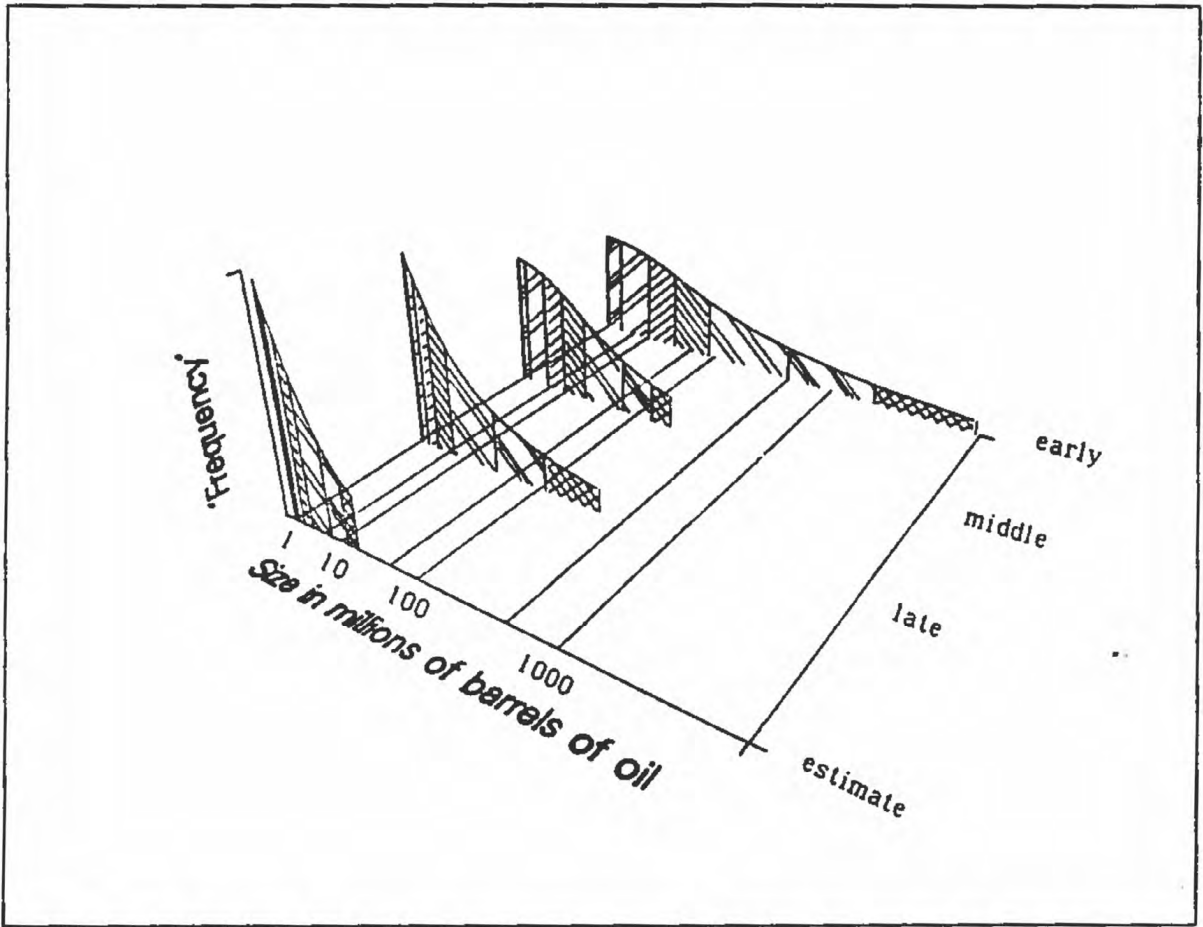 'Frequency'
1
10
100
1000
Size in millions of barrels of oil
early
middle
late
estimate